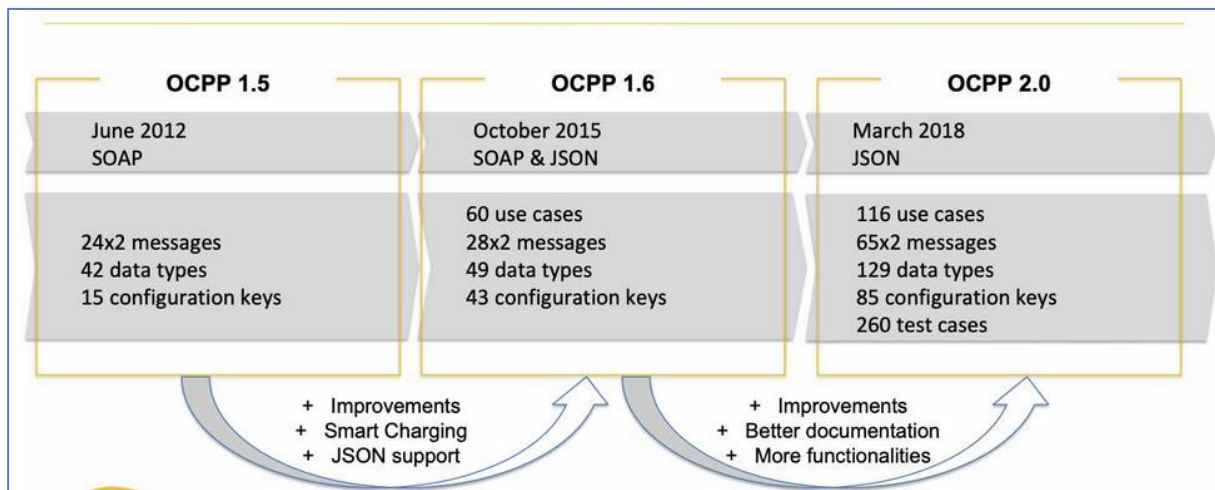 OCPP 1.5
June 2012
SOAP
24x2 messages
42 data types
15 configuration keys
OCPP 1.6
October 2015
SOAP & JSON
60 use cases
28x2 messages
49 data types
43 configuration keys
OCPP 2.0
March 2018
JSON
116 use cases
65x2 messages
129 data types
85 configuration keys
260 test cases
+ Improvements
+ Smart Charging
+ JSON support
+ Improvements
+ Better documentation
+ More functionalities